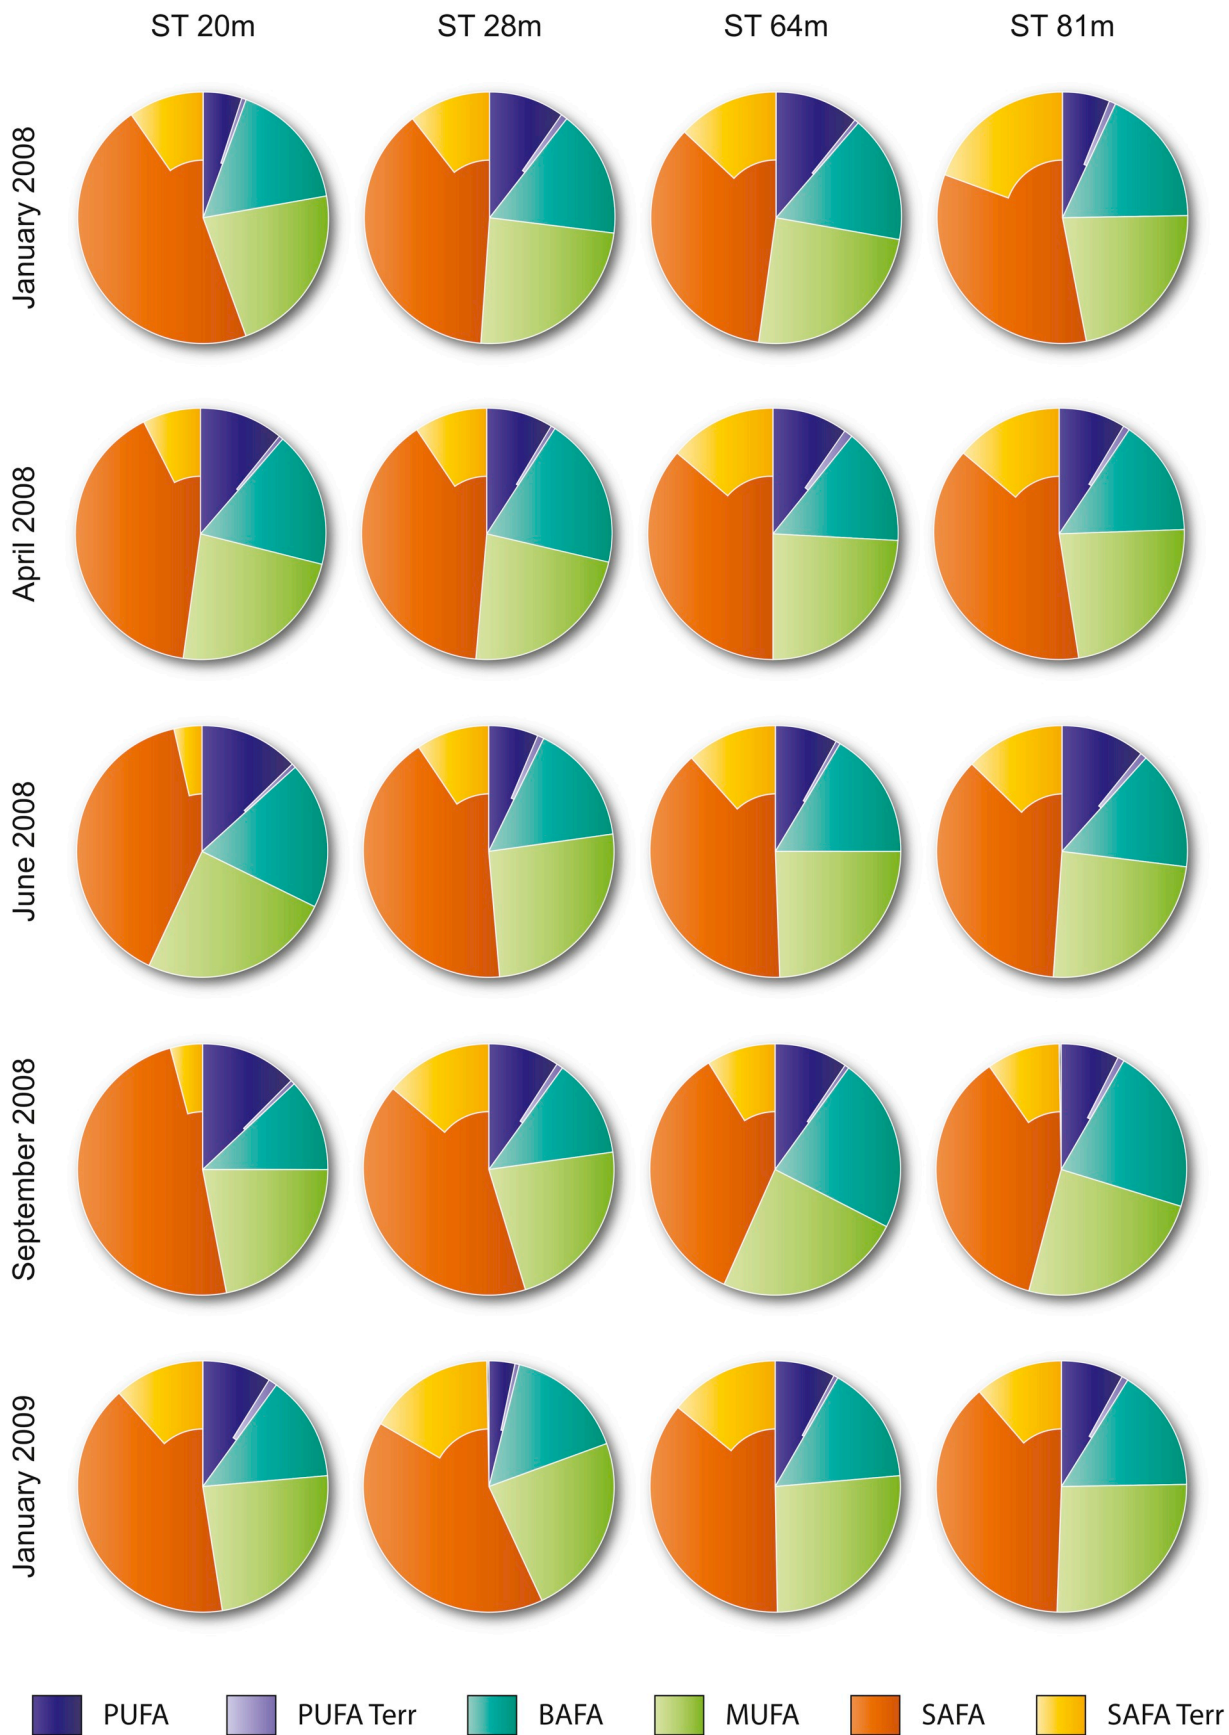 ST 20m ST 28m ST 64m ST 81m
January 2008
April 2008
June 2008
September 2008
January 2009
PUFA PUFA Terr BAFA MUFA SAFA SAFA Terr